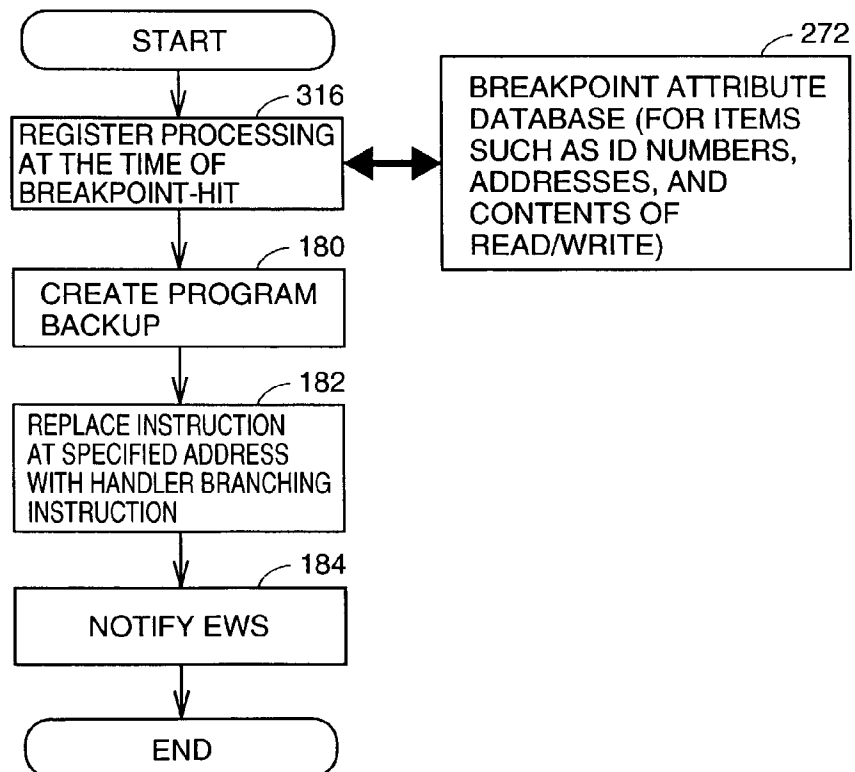 START
316
REGISTER PROCESSING
AT THE TIME OF
BREAKPOINT-HIT
272
BREAKPOINT ATTRIBUTE
DATABASE (FOR ITEMS
SUCH AS ID NUMBERS,
ADDRESSES, AND
CONTENTS OF
READ/WRITE)
180
CREATE PROGRAM
BACKUP
182
REPLACE INSTRUCTION
AT SPECIFIED ADDRESS
WITH HANDLER BRANCHING
INSTRUCTION
184
NOTIFY EWS
END